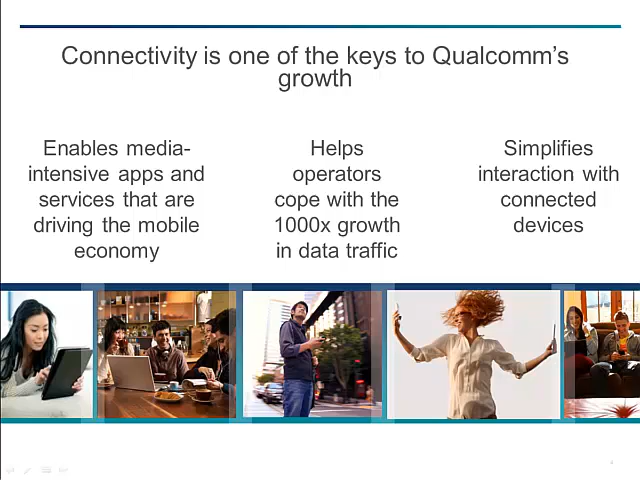 Connectivity is one of the keys to Qualcomm’s
growth
Enables media-
intensive apps and
services that are
driving the mobile
economy
Helps
operators
cope with the
1000x growth
in data traffic
Simplifies
interaction with
connected
devices